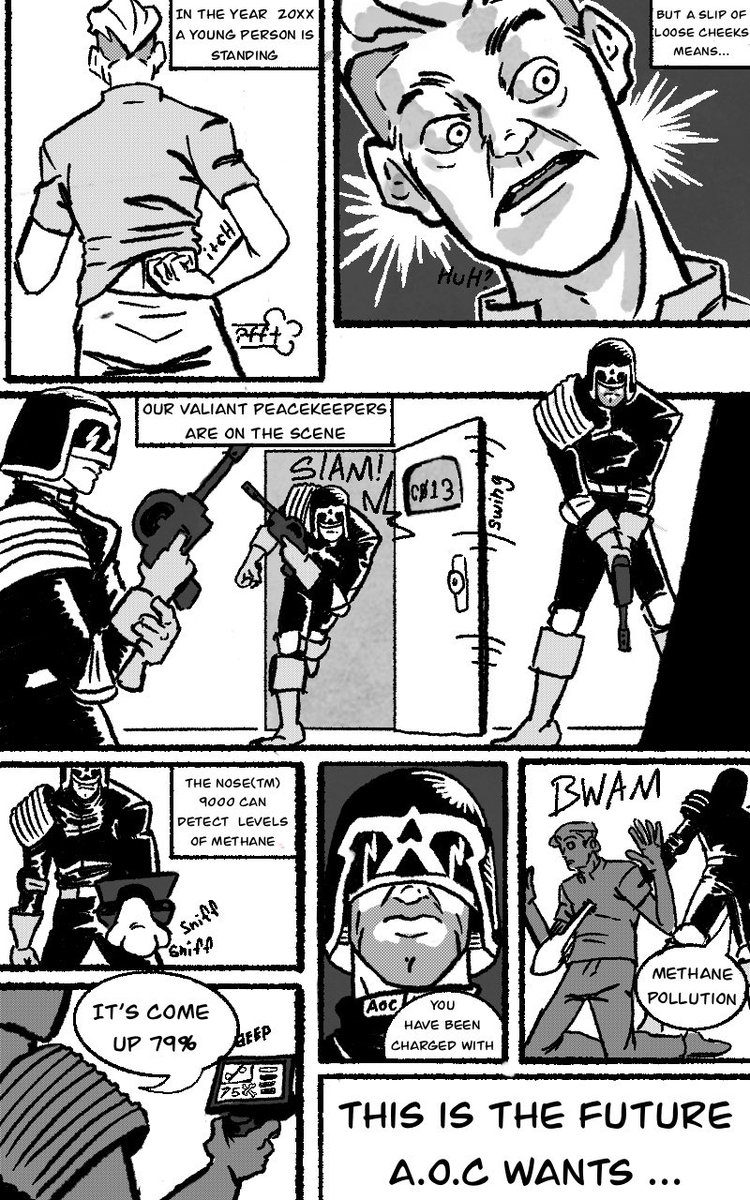 IN THE YEAR 20XX
A YOUNG PERSON IS
STANDING
itcH
Pfft
BUT A SLIP OF
LOOSE CHEEKS
MEANS...
HUH?
OUR VALIANT PEACEKEEPERS
ARE ON THE SCENE
SlAM!
C013
swing
THE NOSE(TM)
9000 CAN
DETECT LEVELS
OF METHANE
Sniff
Sniff
IT'S COME
UP 79%
BEEP
75%
AOC
YOU
HAVE BEEN
CHARGED WITH
BWAM
METHANE
POLLUTION
THIS IS THE FUTURE
A.O.C WANTS ...